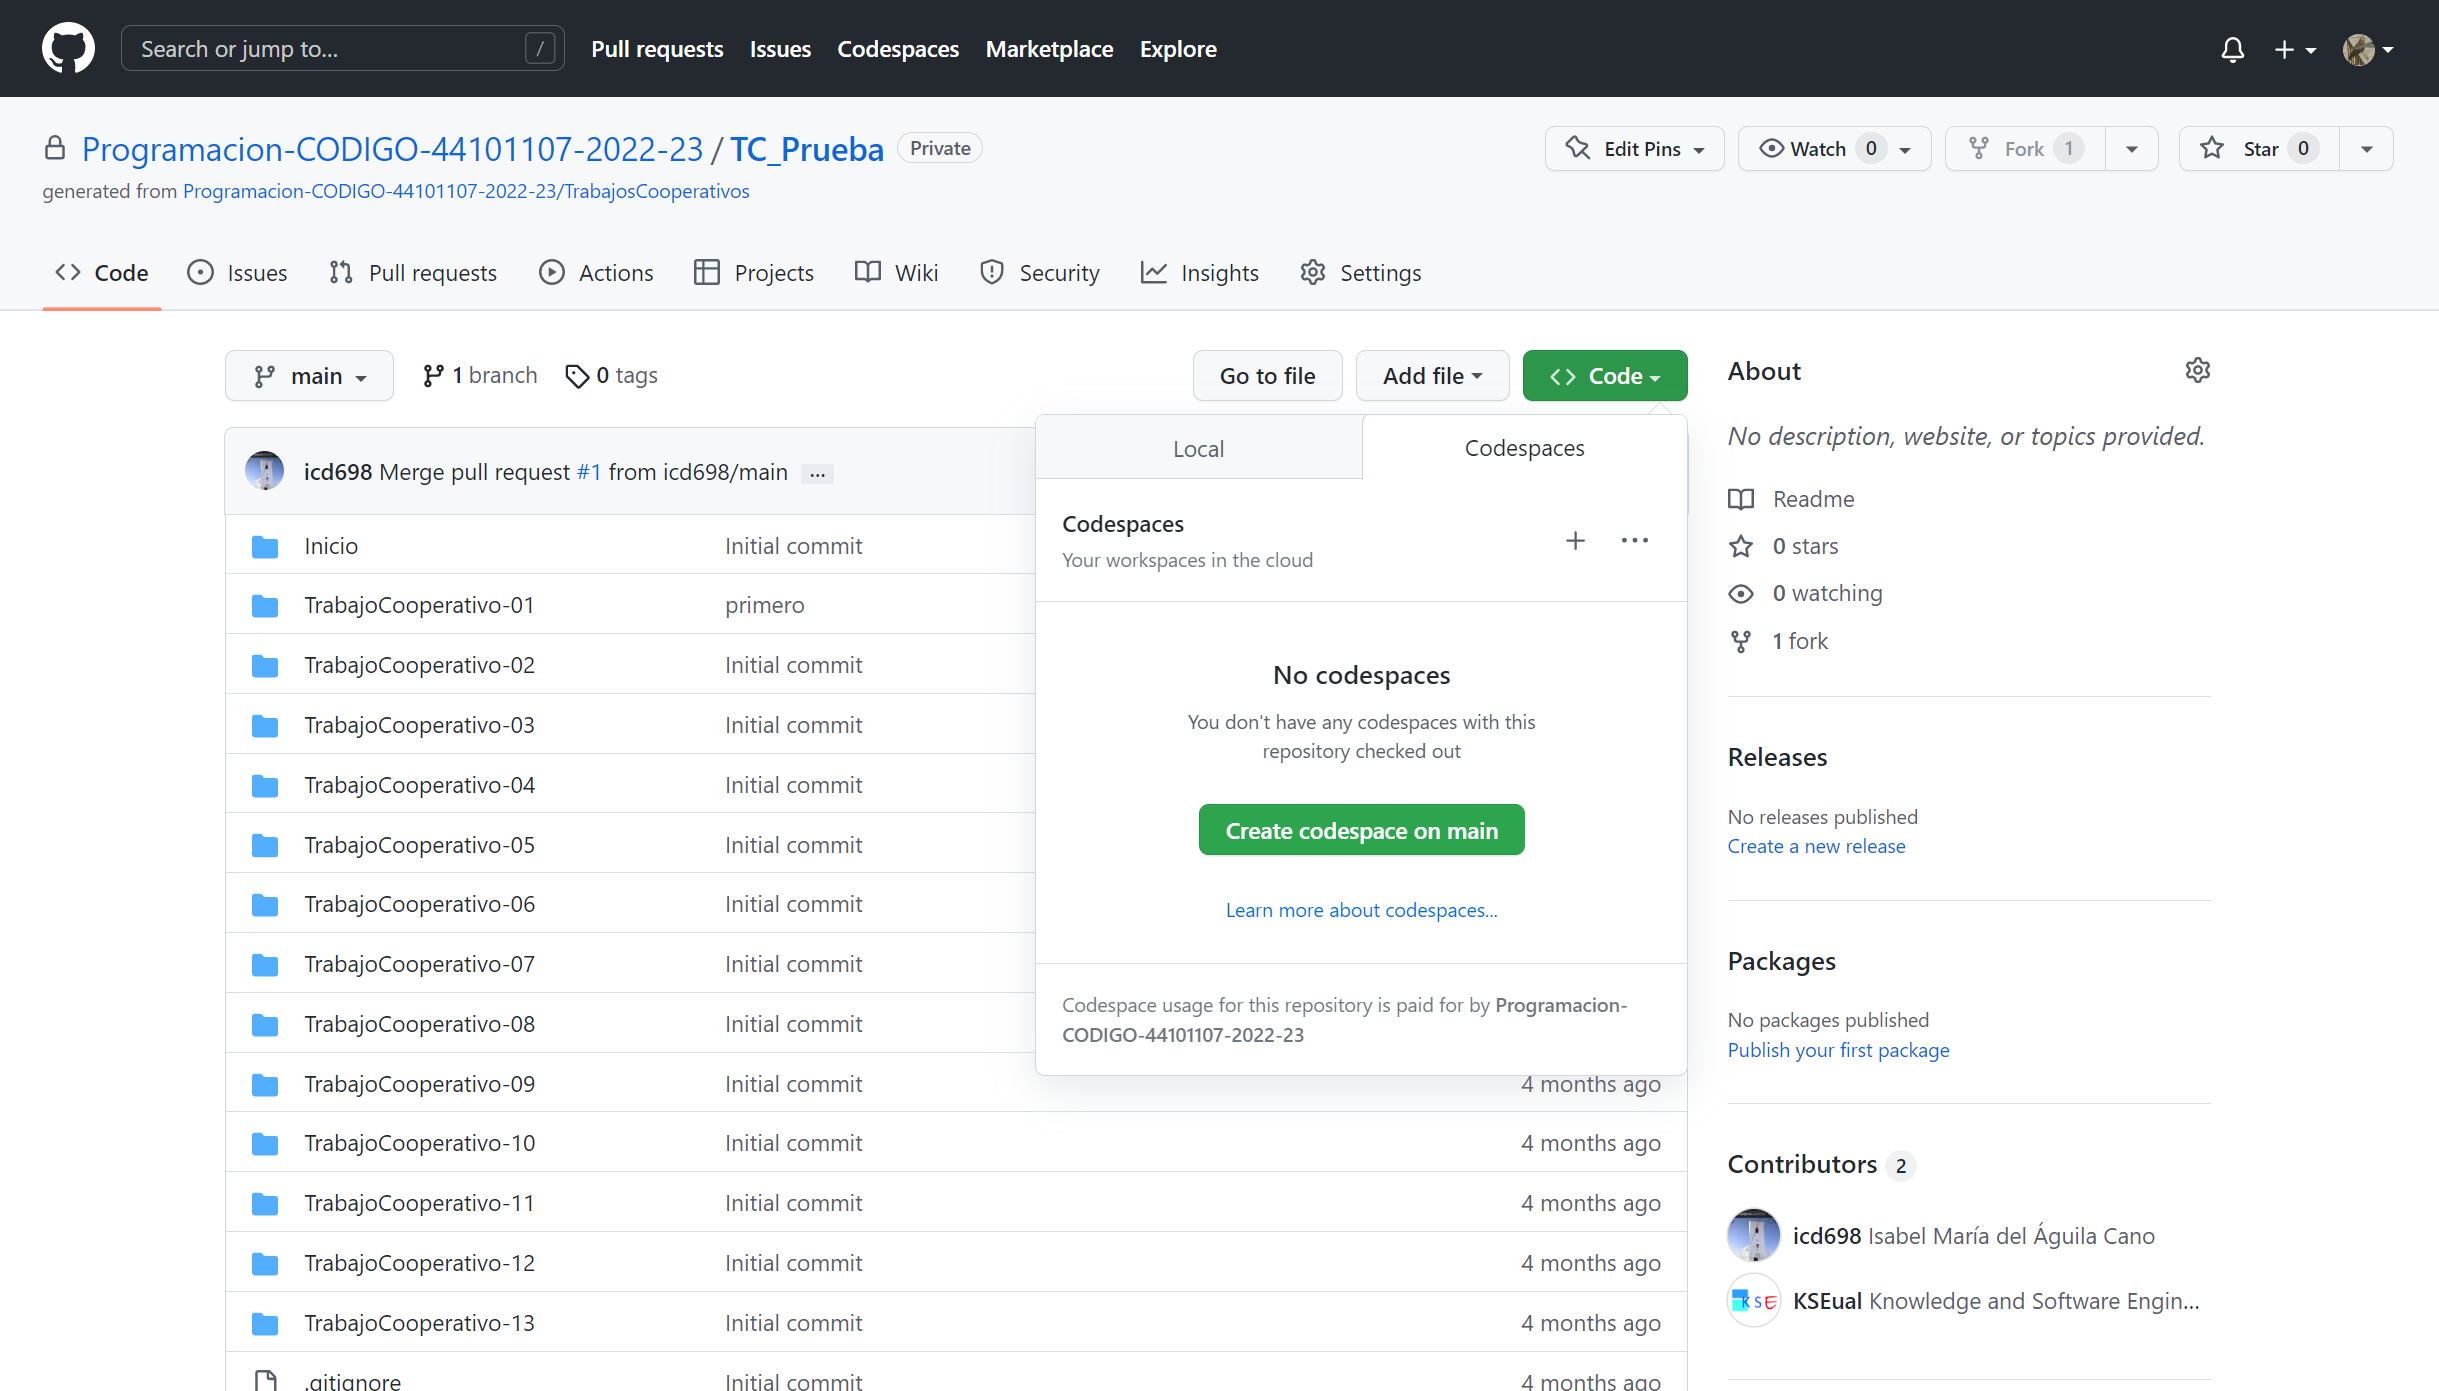 Search or jump to... /
Pull requests Issues Codespaces Marketplace Explore
Programacion-CODIGO-44101107-2022-23 / TC_Prueba Private
generated from Programacion-CODIGO-44101107-2022-23/TrabajosCooperativos
Edit Pins Watch 0 Fork 1 Star 0
Code Issues Pull requests Actions Projects Wiki Security Insights Settings
main 1 branch 0 tags
Go to file Add file Code
icd698 Merge pull request #1 from icd698/main ...
Inicio Initial commit
TrabajoCooperativo-01 primero
TrabajoCooperativo-02 Initial commit
TrabajoCooperativo-03 Initial commit
TrabajoCooperativo-04 Initial commit
TrabajoCooperativo-05 Initial commit
TrabajoCooperativo-06 Initial commit
TrabajoCooperativo-07 Initial commit
TrabajoCooperativo-08 Initial commit
TrabajoCooperativo-09 Initial commit 4 months ago
TrabajoCooperativo-10 Initial commit 4 months ago
TrabajoCooperativo-11 Initial commit 4 months ago
TrabajoCooperativo-12 Initial commit 4 months ago
TrabajoCooperativo-13 Initial commit 4 months ago
.gitignore Initial commit 4 months ago
Local Codespaces
Codespaces
Your workspaces in the cloud
No codespaces
You don't have any codespaces with this
repository checked out
Create codespace on main
Learn more about codespaces...
Codespace usage for this repository is paid for by Programacion-
CODIGO-44101107-2022-23
About
No description, website, or topics provided.
Readme
0 stars
0 watching
1 fork
Releases
No releases published
Create a new release
Packages
No packages published
Publish your first package
Contributors 2
icd698 Isabel María del Águila Cano
KSE
KSEual Knowledge and Software Engin...